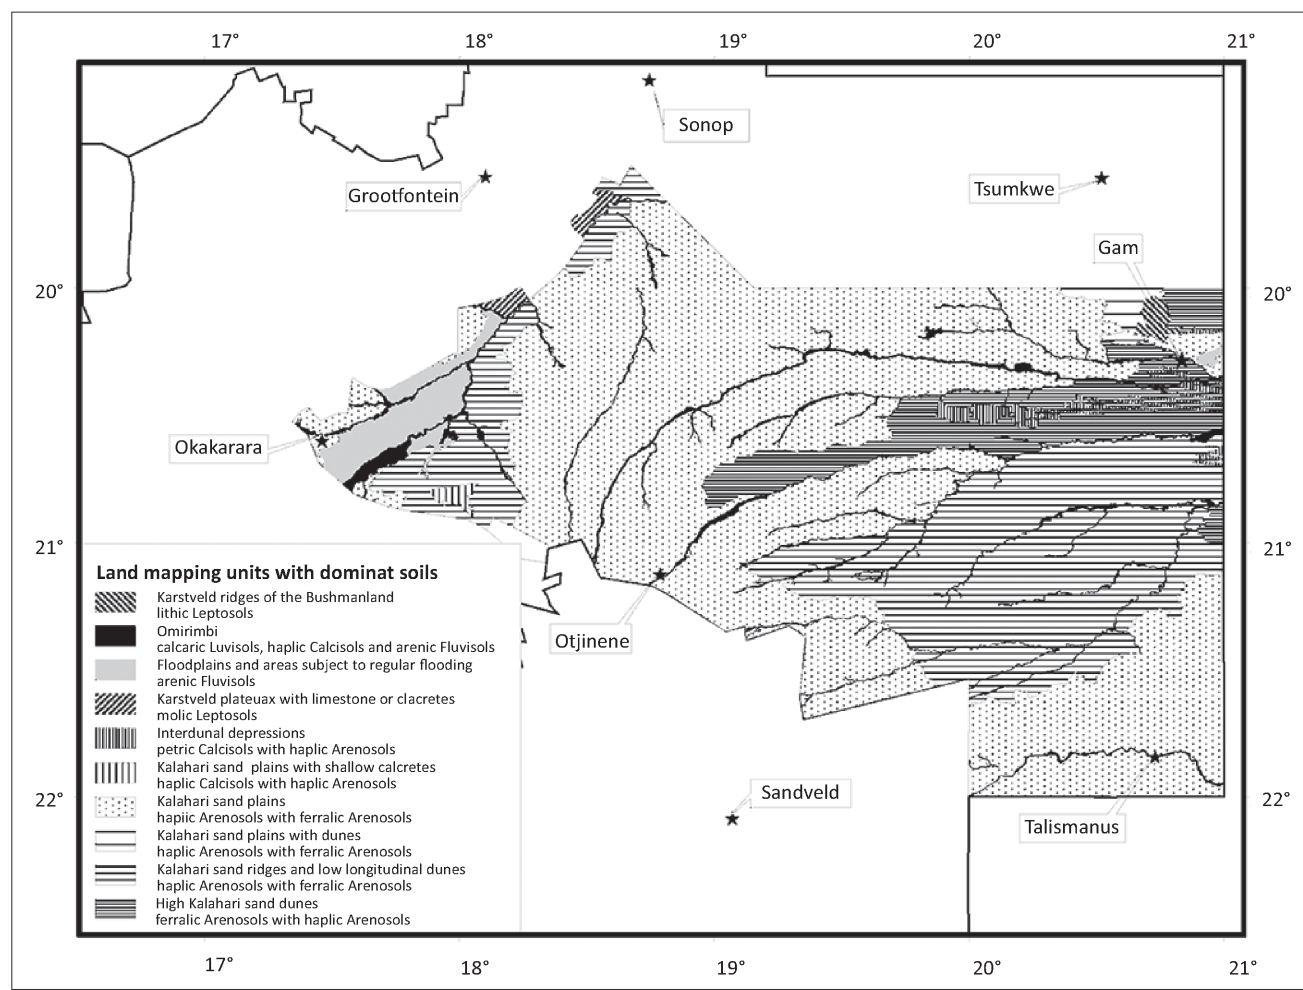 17° 18° 19° 20° 21°
Sonop
Grootfontein
Tsumkwe
Gam
20° 20°
Okakarara
21° 21°
Land mapping units with dominat soils
Karstveld ridges of the Bushmanland
lithic Leptosols
Omirimbi
calcaric Luvisols, haplic Calcisols and arenic Fluvisols
Otjinene
Floodplains and areas subject to regular flooding
arenic Fluvisols
Karstveld plateuax with limestone or clacretes
molic Leptosols
Interdunal depressions
petric Calcisols with haplic Arenosols
Kalahari sand plains with shallow calcretes
haplic Calcisols with haplic Arenosols
Sandveld
Kalahari sand plains
hapiic Arenosols with ferralic Arenosols
22° 22°
Talismanus
Kalahari sand plains with dunes
haplic Arenosols with ferralic Arenosols
Kalahari sand ridges and low longitudinal dunes
haplic Arenosols with ferralic Arenosols
High Kalahari sand dunes
ferralic Arenosols with haplic Arenosols
17° 18° 19° 20° 21°